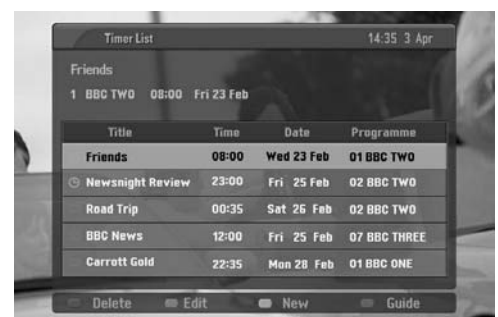 Timer List 14:35 3 Apr
Friends
1 BBC TWO 08:00 Fri 23 Feb
Title Time Date Programme
Friends 08:00 Wed 23 Feb 01 BBC TWO
Newsnight Review 23:00 Fri 25 Feb 02 BBC TWO
Road Trip 00:35 Sat 26 Feb 02 BBC TWO
BBC News 12:00 Fri 25 Feb 07 BBC THREE
Carrott Gold 22:35 Mon 28 Feb 01 BBC ONE
Delete Edit New Guide